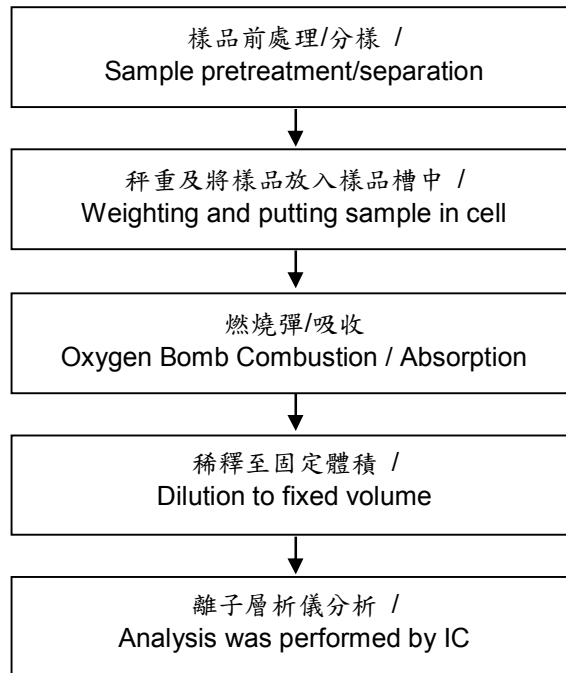 樣品前處理/分樣 /
Sample pretreatment/separation
秤重及將樣品放入樣品槽中 /
Weighting and putting sample in cell
燃燒彈/吸收
Oxygen Bomb Combustion / Absorption
稀釋至固定體積 /
Dilution to fixed volume
離子層析儀分析 /
Analysis was performed by IC